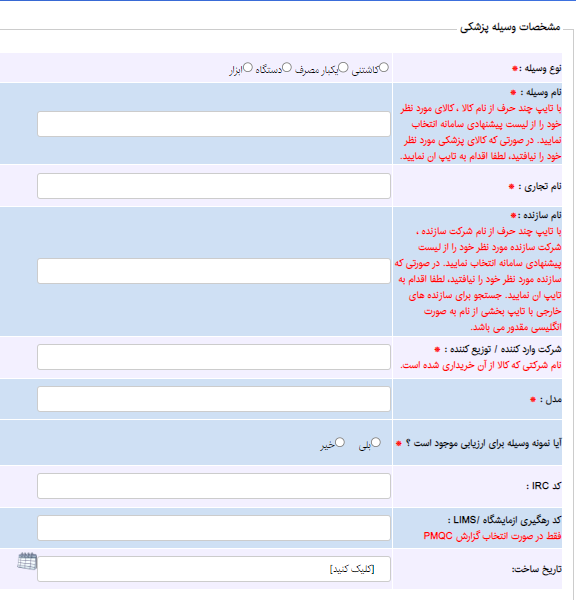 مشخصات وسیله پزشکی
نوع وسیله :* کاشتنی یکبار مصرف دستگاه ابزار
نام وسیله : *
با تایپ چند حرف از نام کالا ، کالای مورد نظر
خود را از لیست پیشنهادی سامانه انتخاب
نمایید. در صورتی که کالای پزشکی مورد نظر
خود را نیافتید، لطفا اقدام به تایپ ان نمایید.
نام تجاری : *
نام سازنده :*
با تایپ چند حرف از نام شرکت سازنده ،
شرکت سازنده مورد نظر خود را از لیست
پیشنهادی سامانه انتخاب نمایید. در صورتی که
سازنده مورد نظر خود را نیافتید، لطفا اقدام به
تایپ ان نمایید. جستجو برای سازنده های
خارجی با تایپ بخشی از نام به صورت
انگلیسی مقدور می باشد.
شرکت وارد کننده / توزیع کننده : *
نام شرکتی که کالا از آن خریداری شده است.
مدل : *
آیا نمونه وسیله برای ارزیابی موجود است ؟ * بلی خیر
کد IRC :
کد رهگیری ازمایشگاه /LIMS :
فقط در صورت انتخاب گزارش PMQC
تاریخ ساخت: [کلیک کنید]